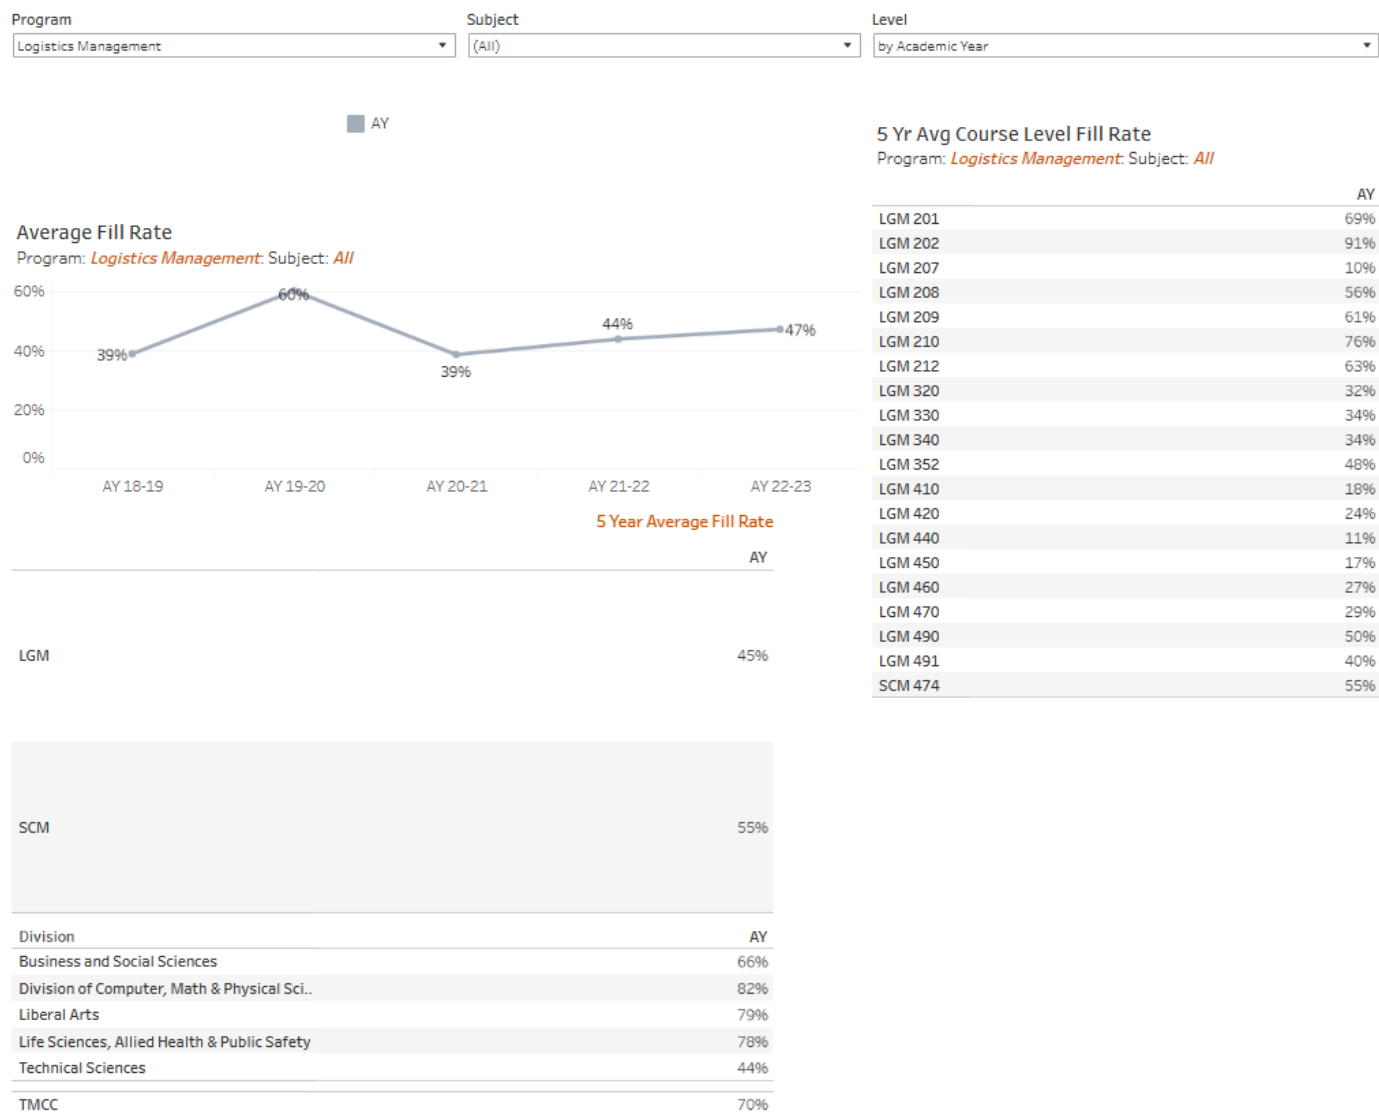 Program Subject Level
Logistics Management (All) by Academic Year
AY
Average Fill Rate
Program: Logistics Management: Subject: All
60%
40%
20%
0%
39% 60% 39% 44% 47%
AY 18-19 AY 19-20 AY 20-21 AY 21-22 AY 22-23
5 Year Average Fill Rate
AY
LGM 45%
SCM 55%
Division AY
Business and Social Sciences 66%
Division of Computer, Math & Physical Sci.. 82%
Liberal Arts 79%
Life Sciences, Allied Health & Public Safety 78%
Technical Sciences 44%
TMCC 70%
5 Yr Avg Course Level Fill Rate
Program: Logistics Management: Subject: All
AY
LGM 201 69%
LGM 202 91%
LGM 207 10%
LGM 208 56%
LGM 209 61%
LGM 210 76%
LGM 212 63%
LGM 320 32%
LGM 330 34%
LGM 340 34%
LGM 352 48%
LGM 410 18%
LGM 420 24%
LGM 440 11%
LGM 450 17%
LGM 460 27%
LGM 470 29%
LGM 490 50%
LGM 491 40%
SCM 474 55%